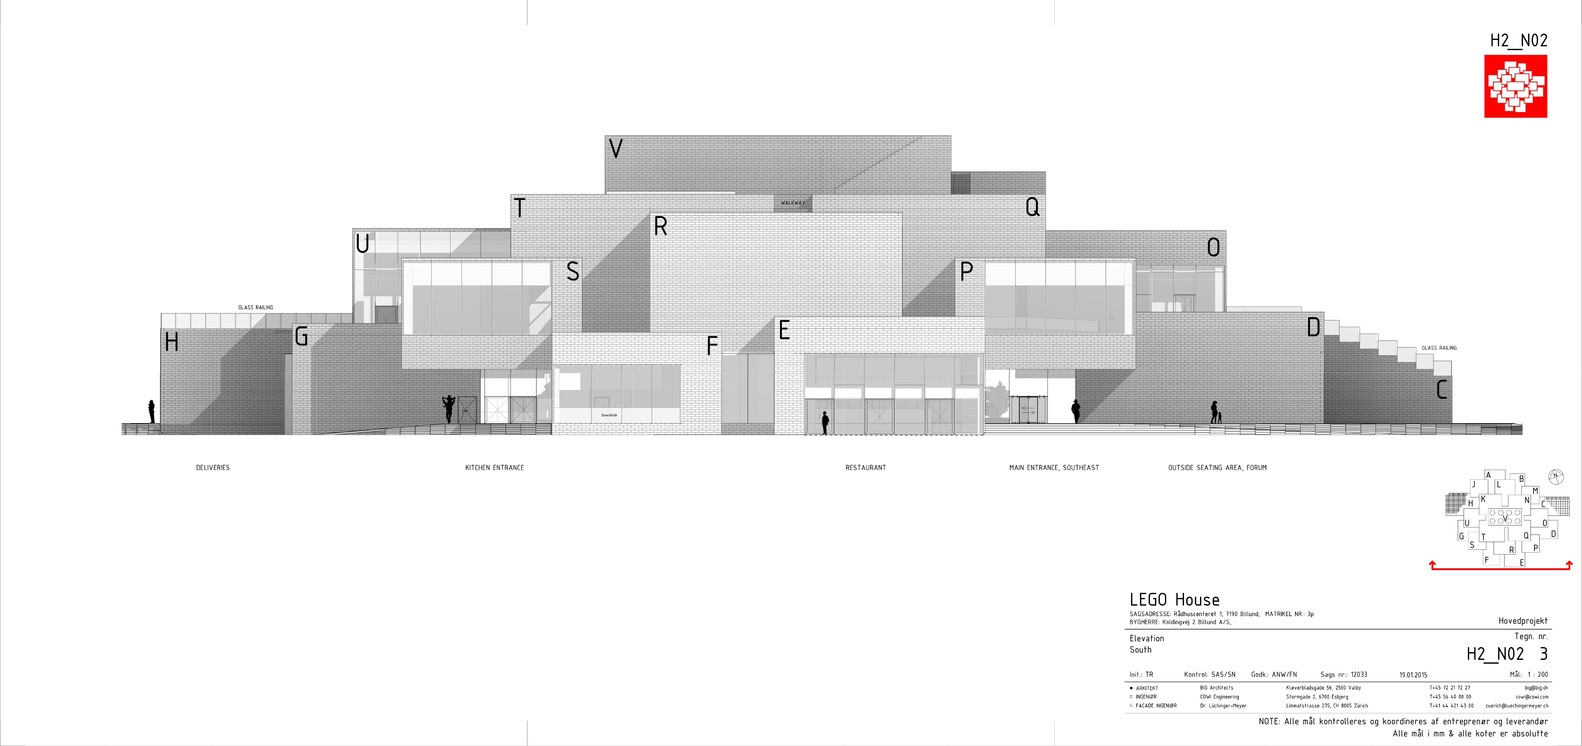 H2_N02
V
T
WALKWAY
Q
R
U
O
S
P
GLASS RAILING
H
G
F
E
D
GLASS RAILING
C
DELIVERIES
KITCHEN ENTRANCE
RESTAURANT
MAIN ENTRANCE, SOUTHEAST
OUTSIDE SEATING AREA, FORUM
A
B
J
L
M
H
K
N
C
U
V
O
G
T
Q
D
S
R
P
F
E
LEGO House
SAGSADRESSE: Rådhuscenteret 1, 7190 Billund, MATRIKEL NR.: 3p
BYGHERRE: Koldingvej 2 Billund A/S,
Hovedprojekt
Elevation
Tegn. nr.
South
H2_N02 3
Init.: TR Kontrol: SAS/SN Godk.: ANW/FN Sags nr.: 12033 19.01.2015 Mål: 1 : 200
ARKITEKT BIG Architects Kløverbladsgade 56, 2500 Valby T+45 72 21 72 27 big@big.dk
INGENIØR COWI Engineering Stormgade 2, 6700 Esbjerg T+45 56 40 00 00 cowi@cowi.com
FACADE INGENIØR Dr. Lüchinger+Meyer Limmatstrasse 275, CH 8005 Zürich T+41 44 421 43 00 zuerich@luechingermeyer.ch
NOTE: Alle mål kontrolleres og koordineres af entreprenør og leverandør
Alle mål i mm & alle koter er absolutte